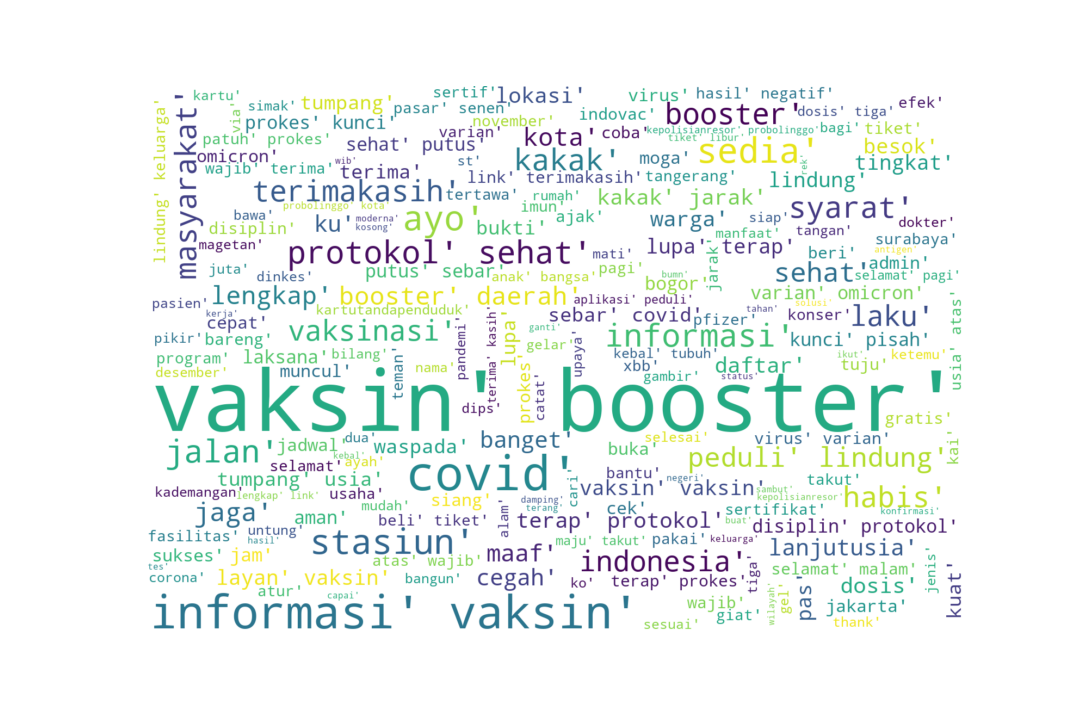 kartu'
sertif'
lokasi'
virus'
hasil' negatif'
simak'
tumpang'
pasar' senen'
indovac'
booster'
dosis' tiga'
efek'
masyarakat'
via'
prokes' kunci'
november'
varian'
kota'
coba'
kepolisianresor' probolinggo'
bagi'
tiket'
lindung' keluarga'
patuh' prokes'
sehat' putus'
tiket' libur'
sedia'
besok'
omicron'
wib'
st'
kakak'
moga'
tingkat'
wajib' terima'
terima'
link' terimakasih'
tangerang'
rek'
lindung'
terimakasih'
tertawa'
rumah'
kakak' jarak'
probolinggo' kota'
imun'
syarat'
bawa'
moderna'
ku'
ayo'
bukti'
ajak'
warga'
siap'
dokter'
disiplin'
kosong'
manfaat'
tangan'
magetan'
protokol' sehat'
mati'
lupa'
terap'
beri'
surabaya'
antigen'
juta'
dinkes'
putus' sebar'
anak' bangsa'
pagi'
bumn'
jarak'
sehat'
admin'
selamat' pagi'
bogor'
pasien'
lengkap'
booster' daerah'
aplikasi' peduli'
varian' omicron'
solusi'
kerja'
kartutandapenduduk'
sebar' covid'
pfizer'
tahan'
konser'
laku'
cepat'
pikir'
bareng'
vaksinasi'
pandemi'
terima' kasih'
lupa'
ganti'
gelar'
upaya'
informasi'
kunci' pisah'
usia' atas'
program'
laksana'
bilang'
teman'
kebal' tubuh'
xbb'
daftar'
ikut'
ketemu'
tuju'
desember'
muncul'
nama'
prokes'
catat'
gambir'
status'
vaksin' booster'
dips'
gratis'
jalan'
jadwal'
dua'
waspada'
banget'
buka'
selesai'
virus' varian'
kai'
kebal'
selamat'
ayah'
covid'
peduli' lindung'
tumpang' usia'
siang'
cari'
bantu'
negeri'
takut'
kademangan'
lengkap' link'
usaha'
mudah'
damping'
terang'
vaksin' vaksin'
sambut'
kepolisianresor'
habis'
jaga'
aman'
beli' tiket'
alam'
cek'
sertifikat'
konfirmasi'
terap' protokol'
buat'
disiplin' protokol'
fasilitas'
untung'
hasil'
stasiun'
maju' takut'
pakai'
keluarga'
sukses'
jam'
atas' wajib'
maaf'
indonesia'
tiga'
lanjutusia'
jenis'
tes'
corona'
layan' vaksin'
bangun'
cegah'
ko'
terap' prokes'
selamat' malam'
kuat'
atur'
capai'
wilayah'
gel'
pas'
dosis'
informasi' vaksin'
wajib'
giat'
jakarta'
sesuai'
thank'